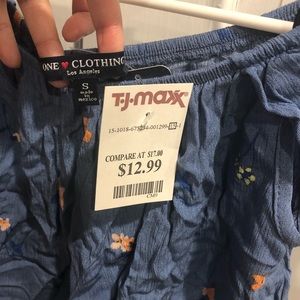 ONE ♥ CLOTHING
Los Angeles
S
made in
mexico
T·J·maxx
COMPARE AT $17.00
$12.99